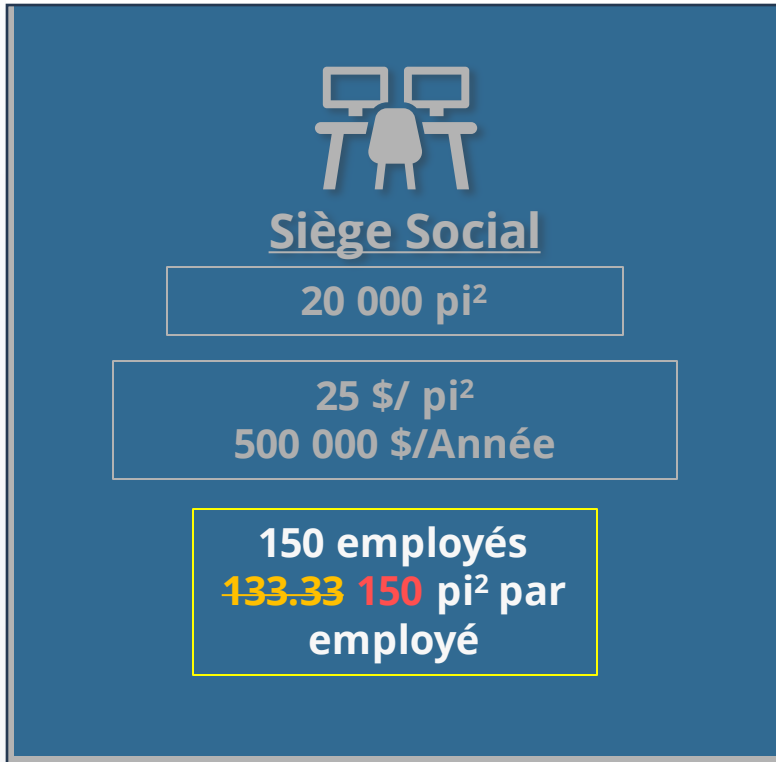 Siège Social
20 000 pi²
25 $/ pi²
500 000 $/Année
150 employés
133.33 150 pi² par
employé